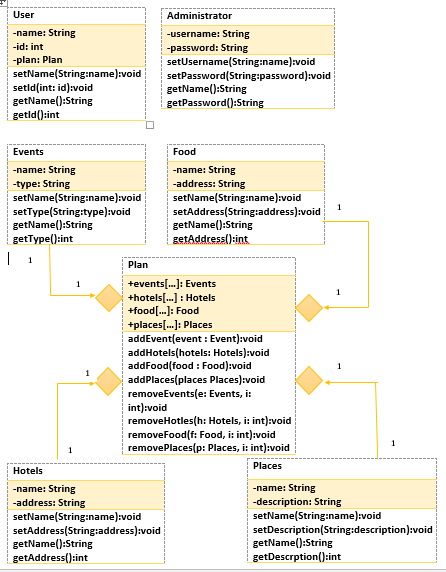 User
-name: String
-id: int
-plan: Plan
setName(String:name):void
setId(int: id):void
getName():String
getId():int
Administrator
-username: String
-password: String
setUsername(String:name):void
setPassword(String:password):void
getName():String
getPassword():String
Events
-name: String
-type: String
setName(String:name):void
setType(String:type):void
getName():String
getType():int
Food
-name: String
-address: String
setName(String:name):void
setAddress(String:address):void
getName():String
getAddress():int
1
1
1
1
Plan
+events[...]: Events
+hotels[...] : Hotels
+food[...]: Food
+places[...]: Places
addEvent(event : Event):void
addHotels(hotels: Hotels):void
addFood(food : Food):void
addPlaces(places Places):void
removeEvents(e: Events, i:
int):void
removeHotles(h: Hotels, i: int):void
removeFood(f: Food, i: int):void
removePlaces(p: Places, i: int):void
1
1
1
1
Hotels
-name: String
-address: String
setName(String:name):void
setAddress(String:address):void
getName():String
getAddress():int
Places
-name: String
-description: String
setName(String:name):void
setDescription(String:description):void
getName():String
getDescrption():int